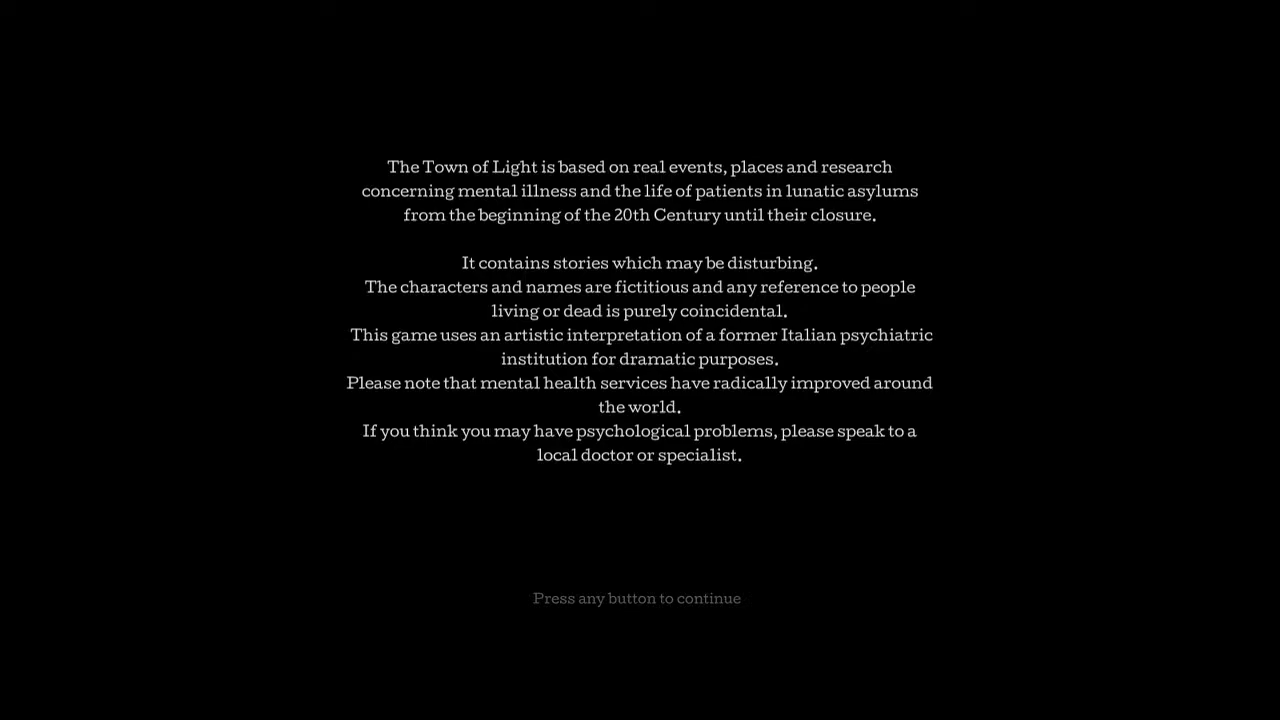 The Town of Light is based on real events, places and research
concerning mental illness and the life of patients in lunatic asylums
from the beginning of the 20th Century until their closure.
It contains stories which may be disturbing.
The characters and names are fictitious and any reference to people
living or dead is purely coincidental.
This game uses an artistic interpretation of a former Italian psychiatric
institution for dramatic purposes.
Please note that mental health services have radically improved around
the world.
If you think you may have psychological problems, please speak to a
local doctor or specialist.
Press any button to continue